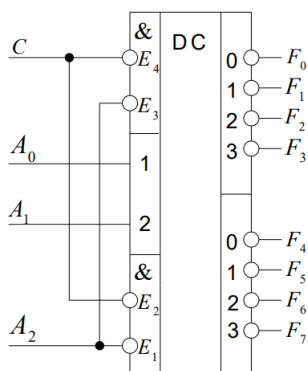 & DC
C E₄ 0 F₀
E₃ 1 F₁
2 F₂
A₀ 1 3 F₃
A₁ 2
& 0 F₄
1 F₅
E₂ 2 F₆
A₂ E₁ 3 F₇